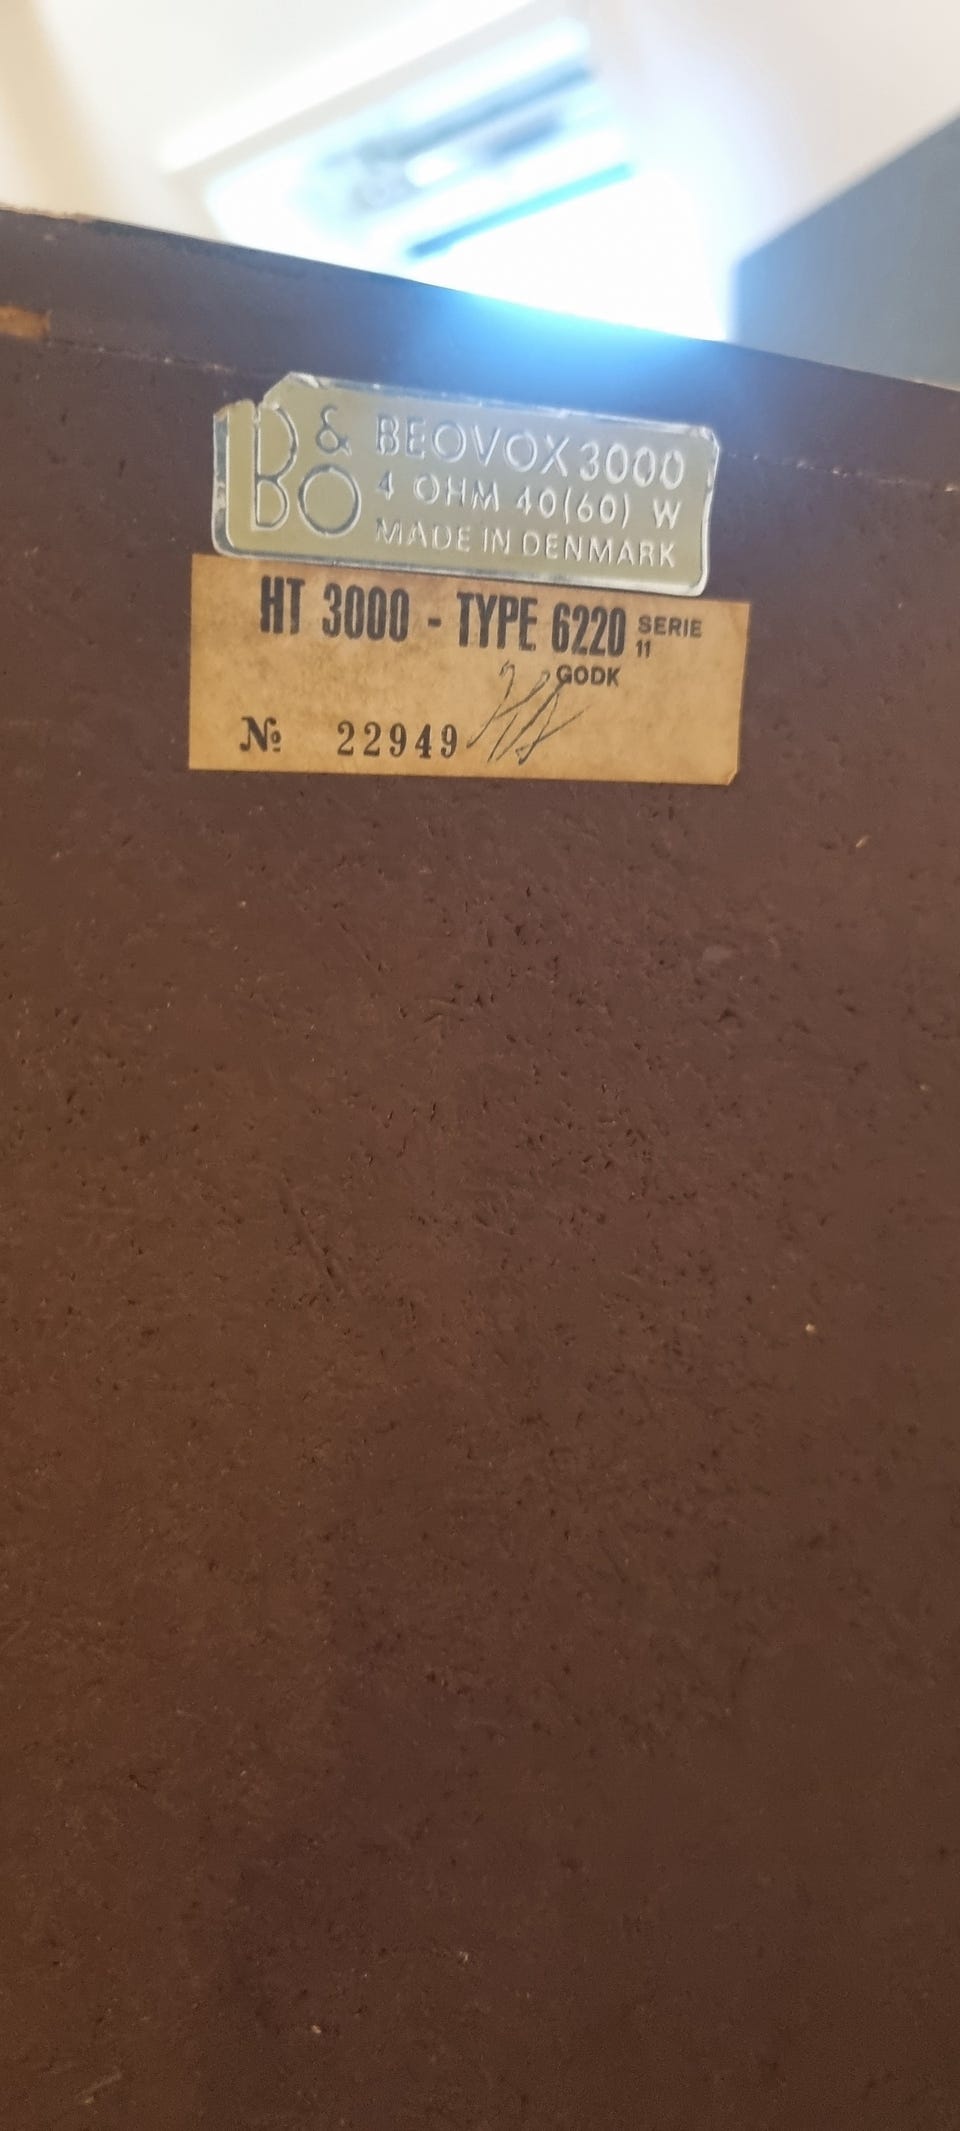 B&O BEOVOX 3000
4 OHM 40(60) W
MADE IN DENMARK
HT 3000 - TYPE 6220 SERIE 11
GODK
№ 22949